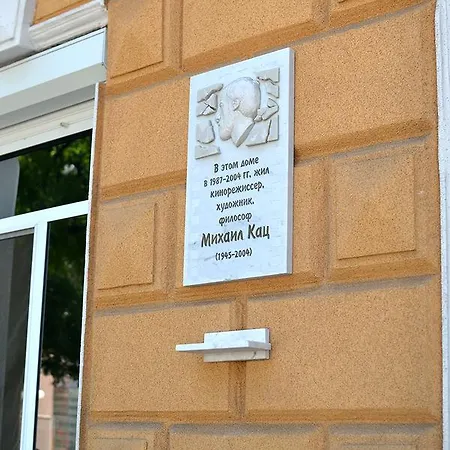 В этом доме
в 1987-2004 гг. жил
кинорежиссер,
художник,
философ
Михаил Кац
(1945-2004)